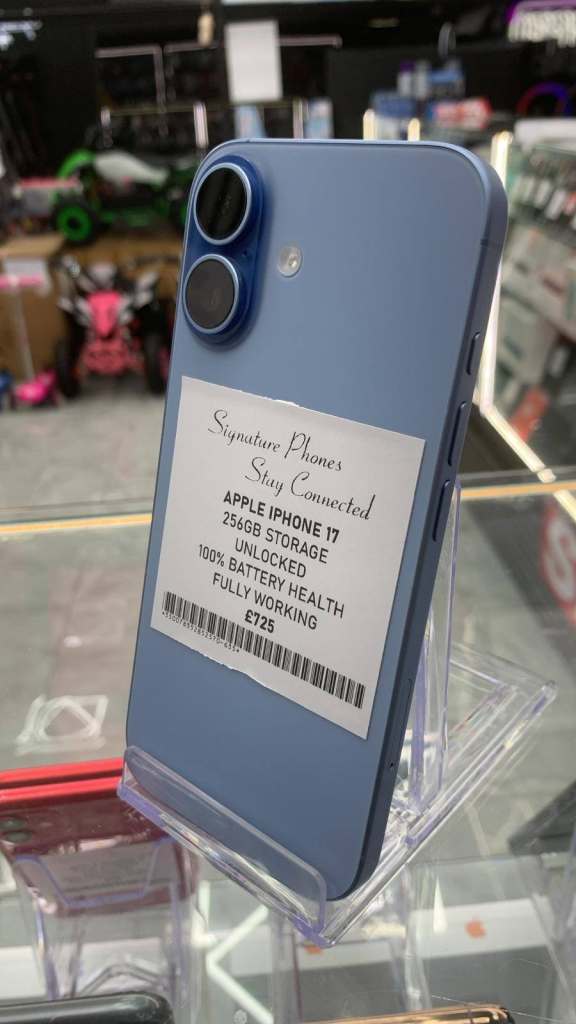 Signature Phones
Stay Connected
APPLE IPHONE 17
256GB STORAGE
UNLOCKED
100% BATTERY HEALTH
FULLY WORKING
£725